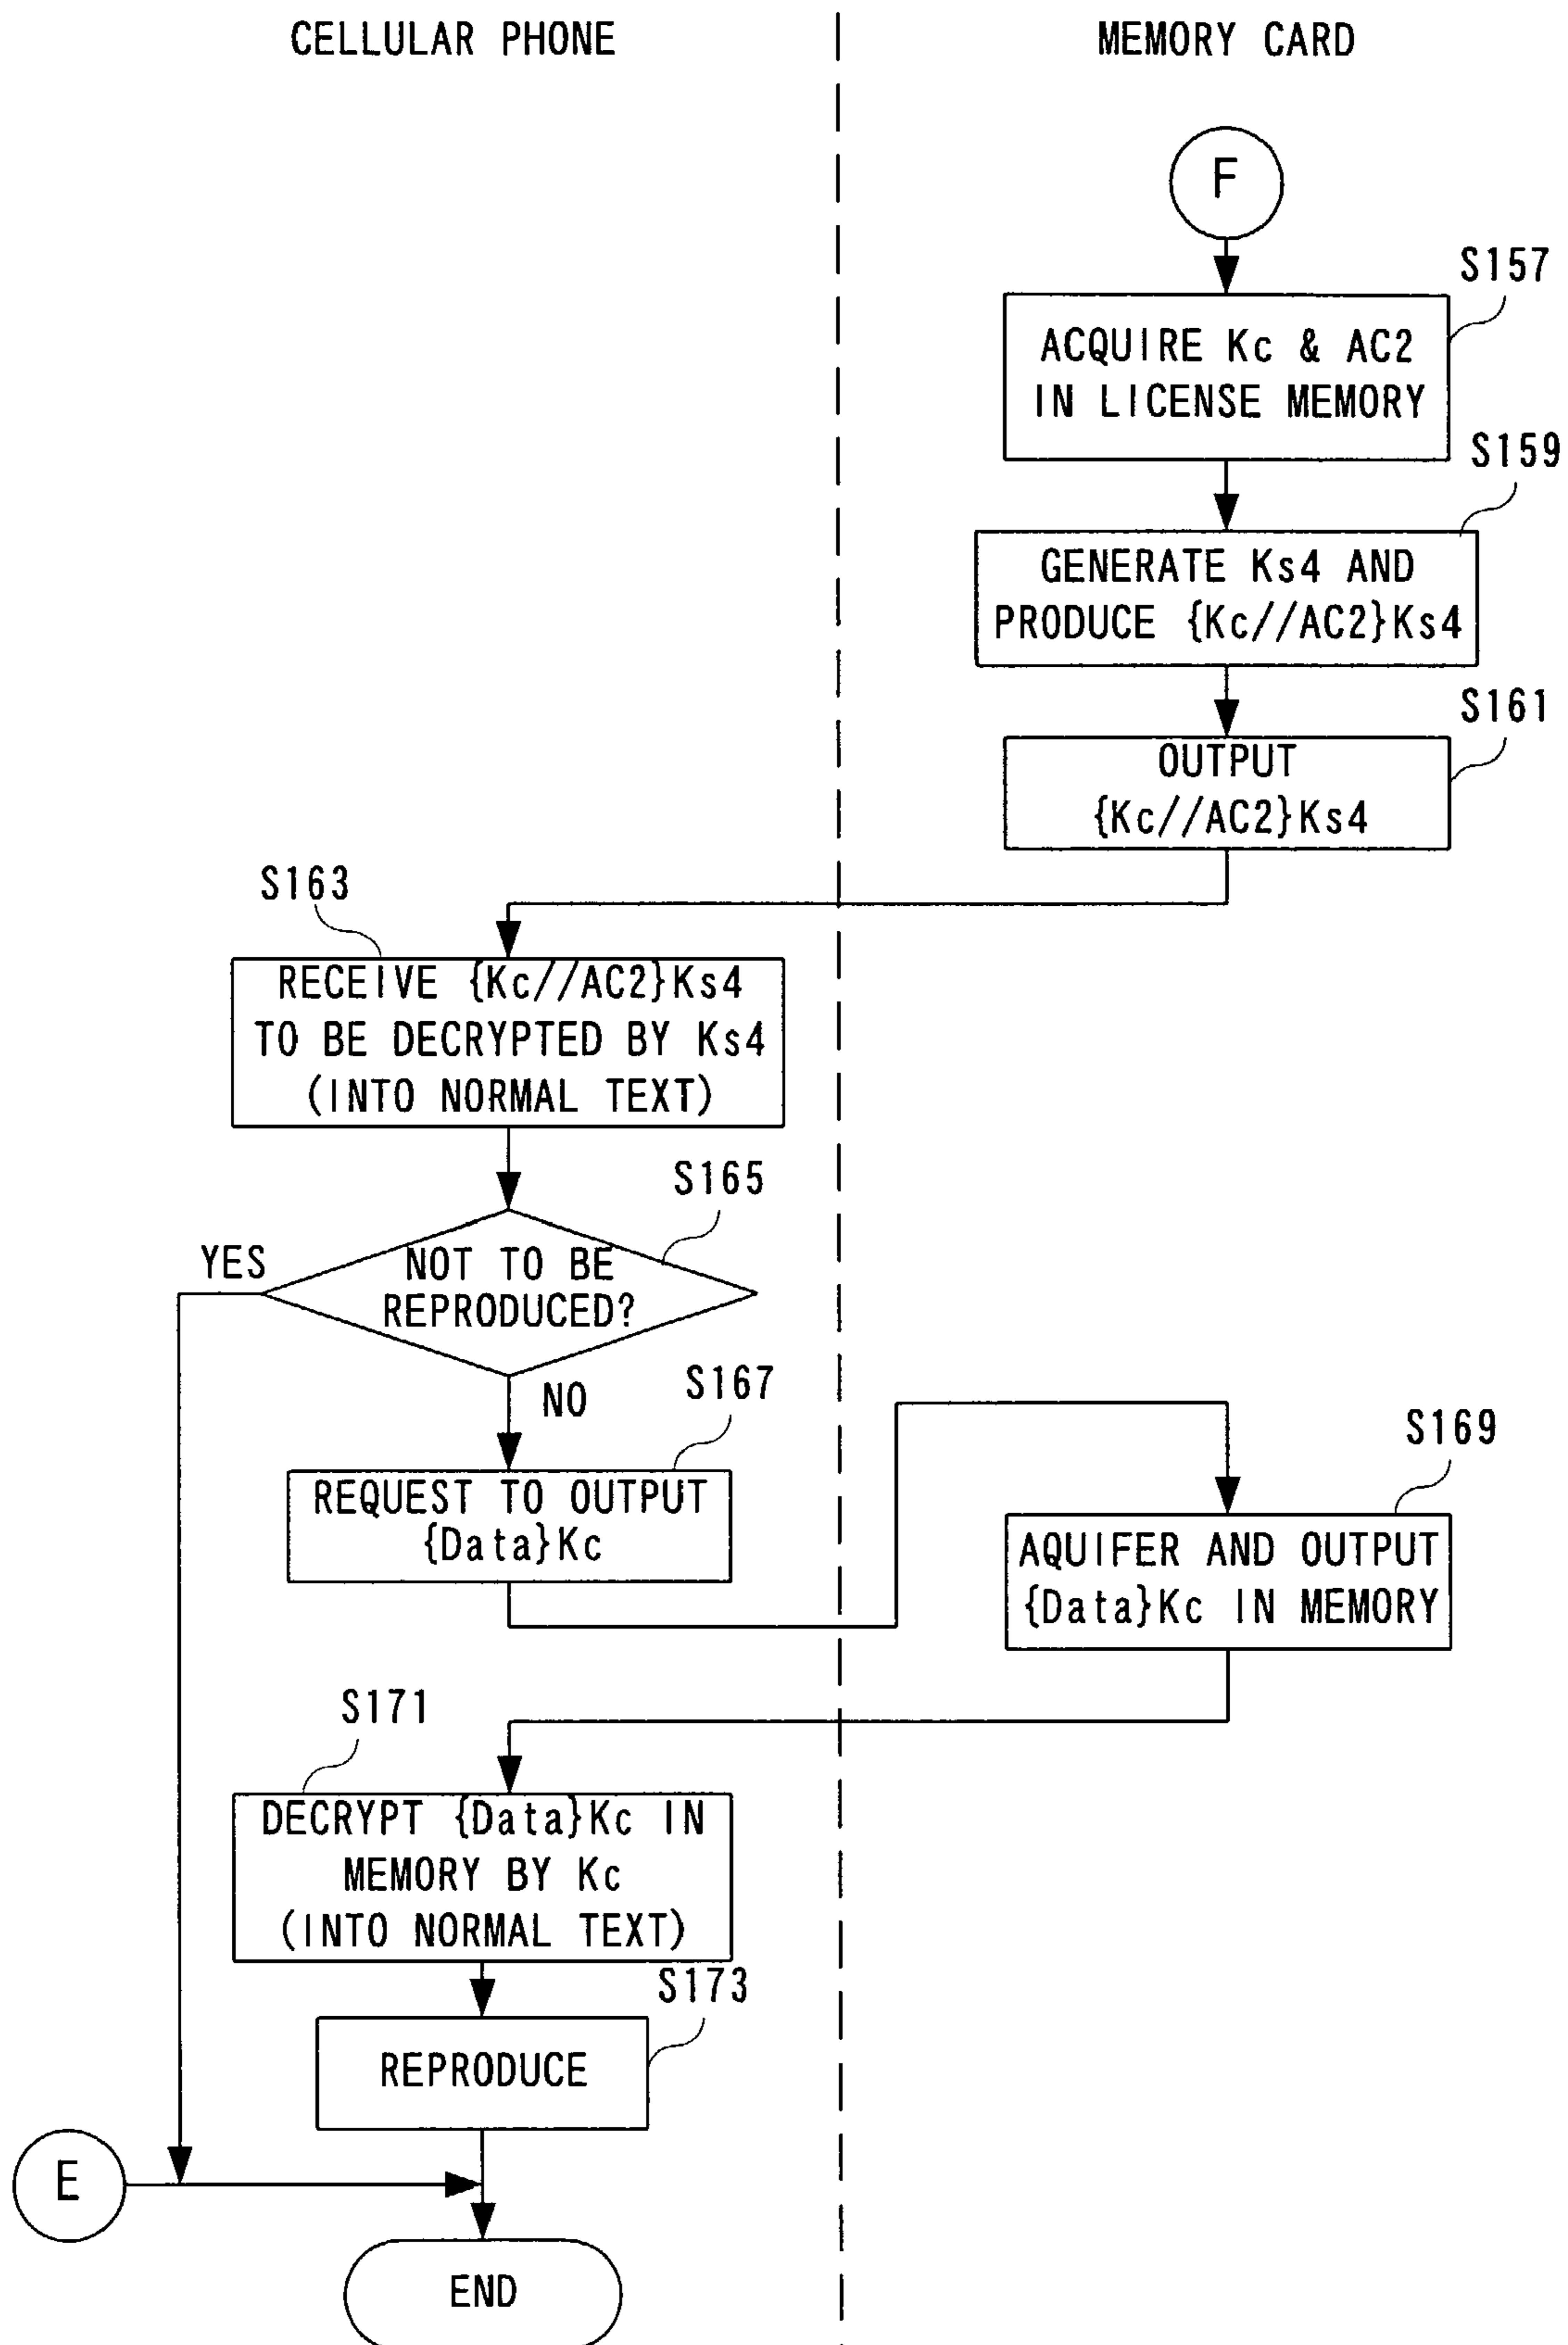 CELLULAR PHONE
MEMORY CARD
F
S157
ACQUIRE Kc & AC2
IN LICENSE MEMORY
S159
GENERATE Ks4 AND
PRODUCE {Kc//AC2}Ks4
S161
OUTPUT
{Kc//AC2}Ks4
S163
RECEIVE {Kc//AC2}Ks4
TO BE DECRYPTED BY Ks4
(INTO NORMAL TEXT)
S165
YES
NOT TO BE
REPRODUCED?
NO
S167
REQUEST TO OUTPUT
{Data}Kc
S169
AQUIFER AND OUTPUT
{Data}Kc IN MEMORY
S171
DECRYPT {Data}Kc IN
MEMORY BY Kc
(INTO NORMAL TEXT)
S173
REPRODUCE
E
END